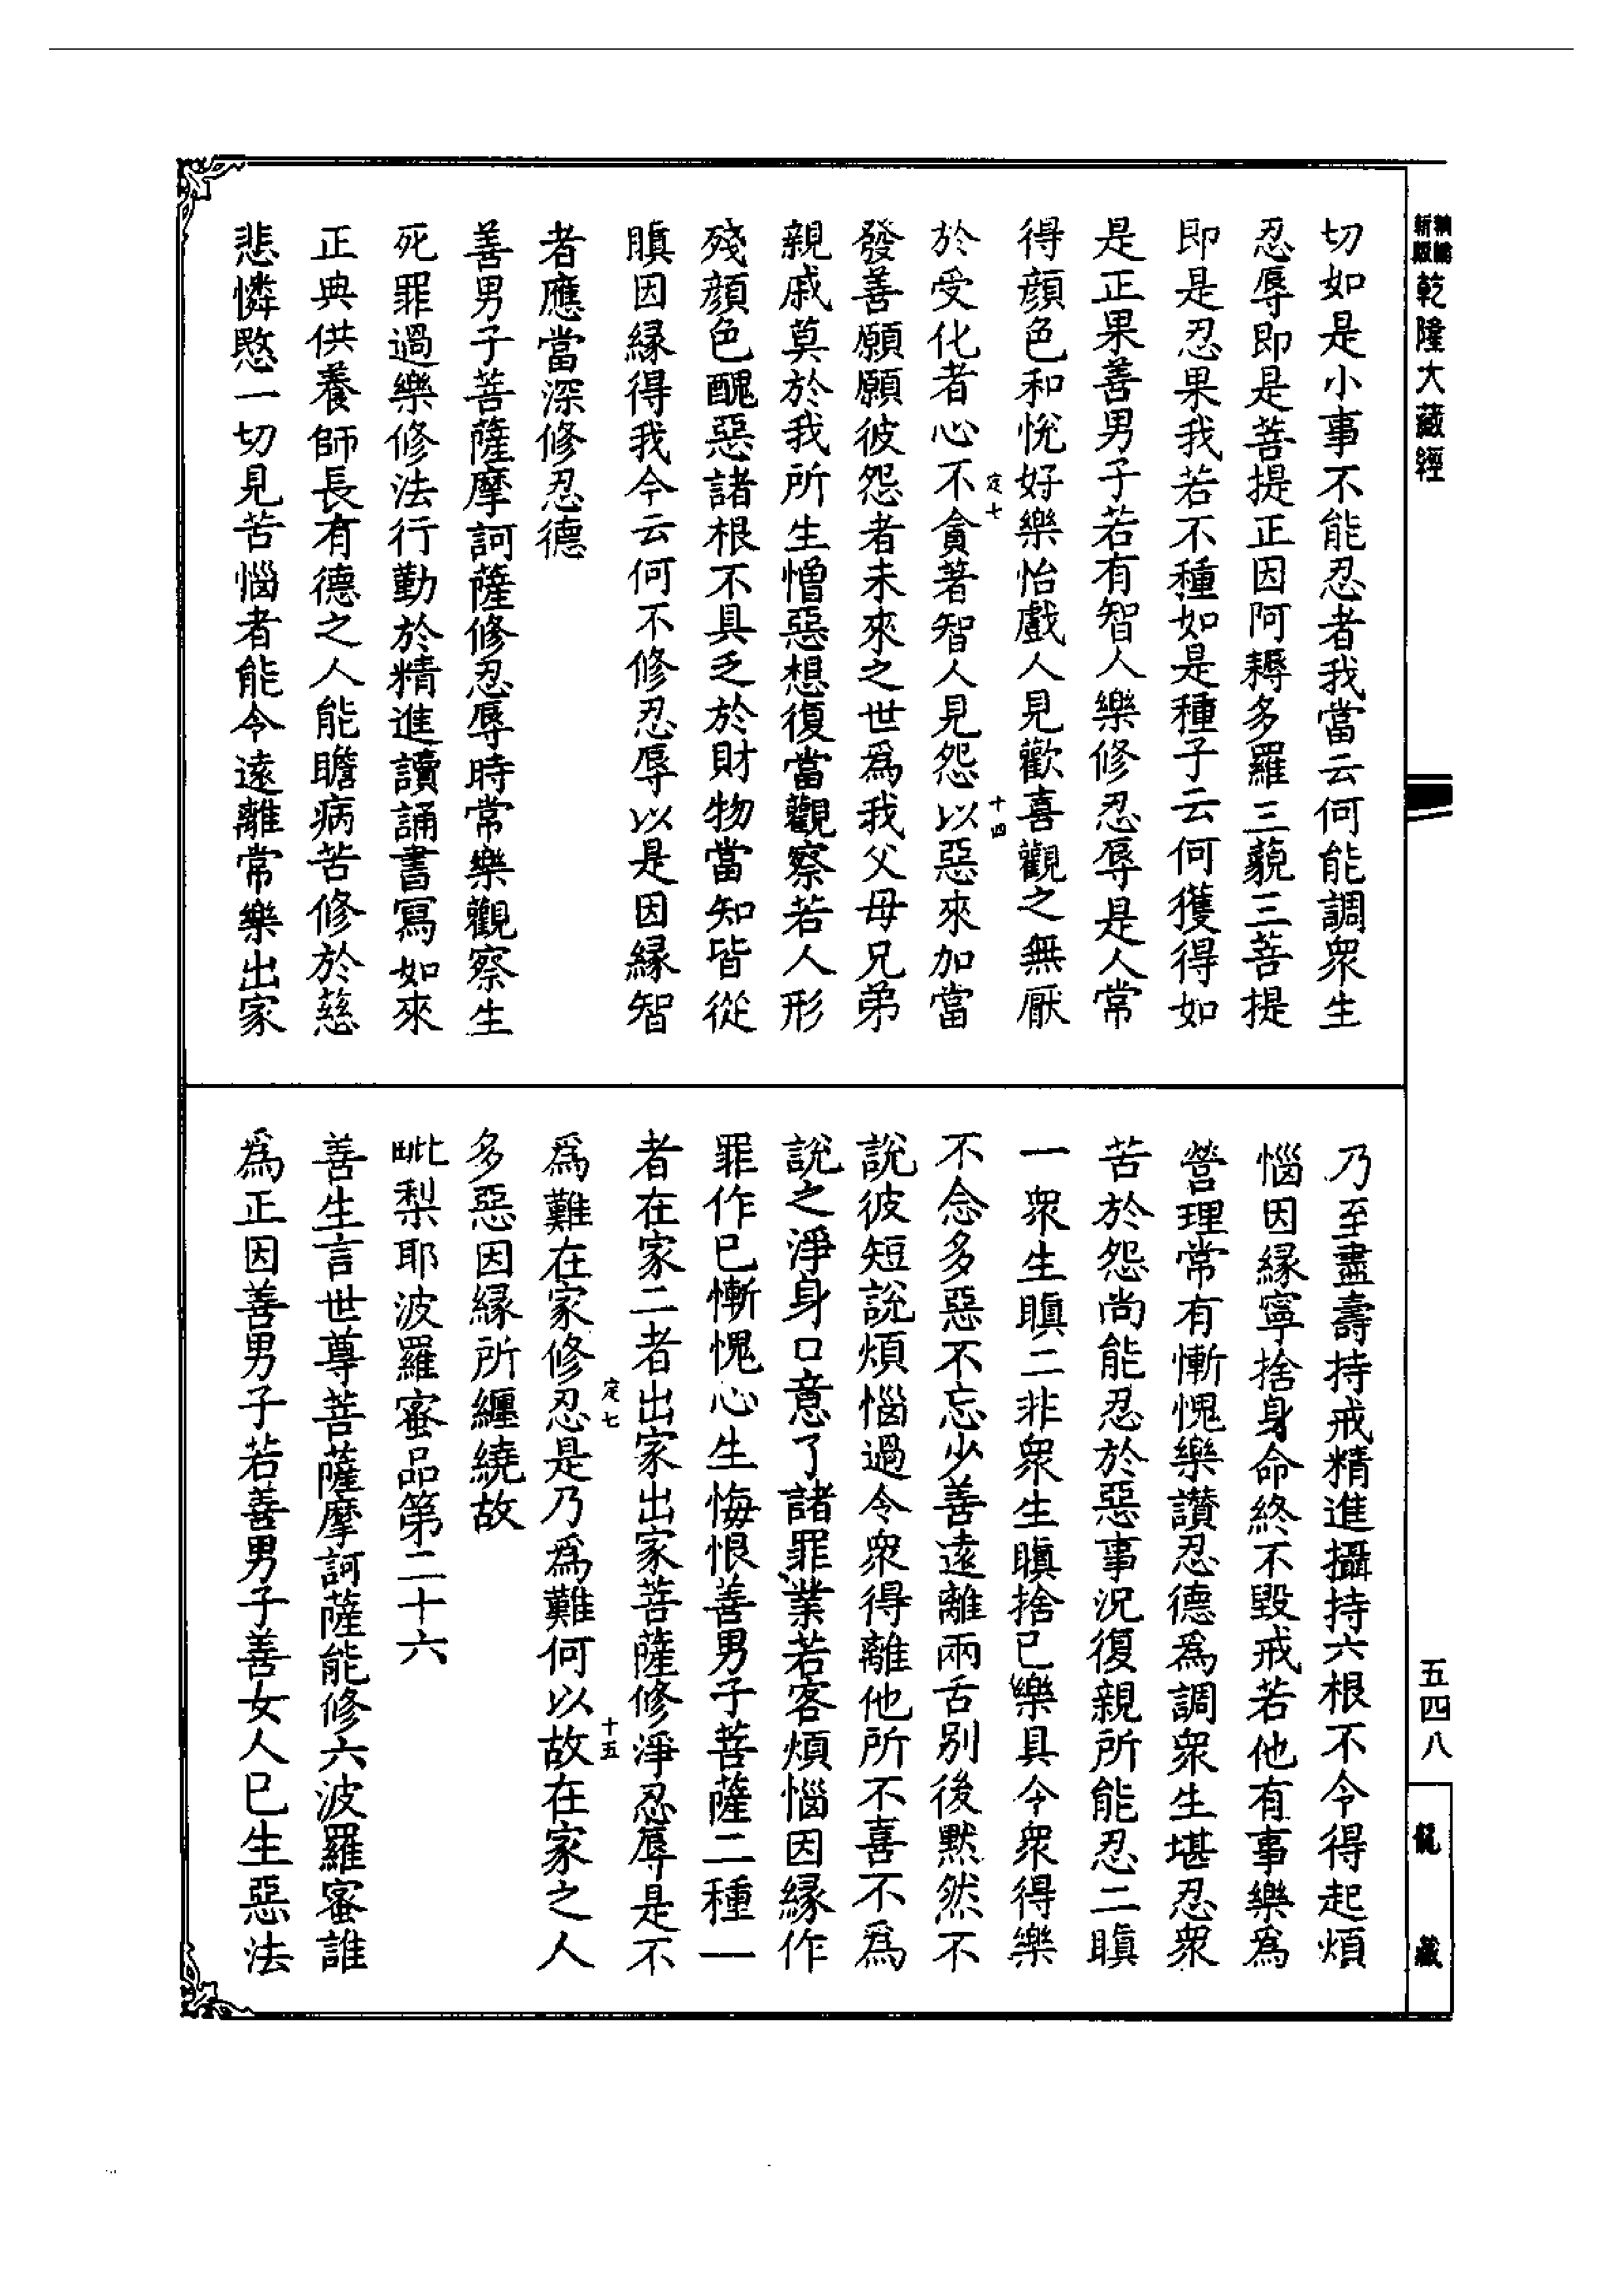 新版
精縮
乾隆大藏經
切如是小事不能忍者我當云何能調衆生
忍辱即是菩提正因阿耨多羅三藐三菩提
即是忍果我若不種如是種子云何獲得如
是正果善男子若有智人樂修忍辱是人常
得顏色和悅好樂怡戲人見歡喜觀之無厭
於受化者心不貪著智人見怨以惡來加當
定七
十四
發善願願彼怨者未來之世爲我父母兄弟
親戚莫於我所生憎惡想復當觀察若人形
殘顏色醜惡諸根不具乏於財物當知皆從
瞋因緣得我今云何不修忍辱以是因緣智
者應當深修忍德
善男子菩薩摩訶薩修忍辱時常樂觀察生
死罪過樂修法行勤於精進讀誦書寫如來
正典供養師長有德之人能瞻病苦修於慈
悲憐愍一切見苦惱者能令遠離常樂出家
乃至盡壽持戒精進攝持六根不令得起煩
惱因緣寧捨身命終不毀戒若他有事樂爲
營理常有慚愧樂讃忍德爲調衆生堪忍衆
苦於怨尚能忍於惡事況復親所能忍二瞋
一衆生瞋二非衆生瞋捨已樂具令衆得樂
不念多惡不忘少善遠離兩舌别後默然不
說彼短說煩惱過令衆得離他所不喜不爲
說之淨身口意了諸罪業若客煩惱因緣作
罪作已慚愧心生悔恨善男子菩薩二種一
者在家二者出家出家菩薩修淨忍辱是不
定七
十五
爲難在家修忍是乃爲難何以故在家之人
多惡因緣所纏繞故
毗梨耶波羅蜜品第二十六
善生言世尊菩薩摩訶薩能修六波羅蜜誰
爲正因善男子若善男子善女人已生惡法
五四八
龍藏